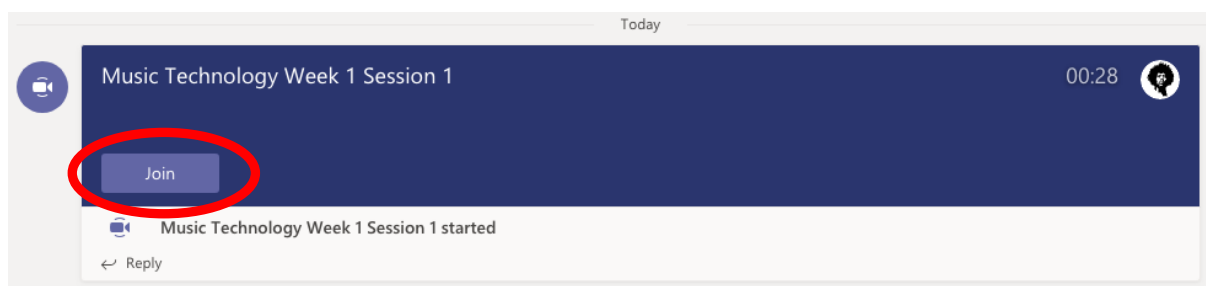 Today
Music Technology Week 1 Session 1
00:28
Join
Music Technology Week 1 Session 1 started
Reply